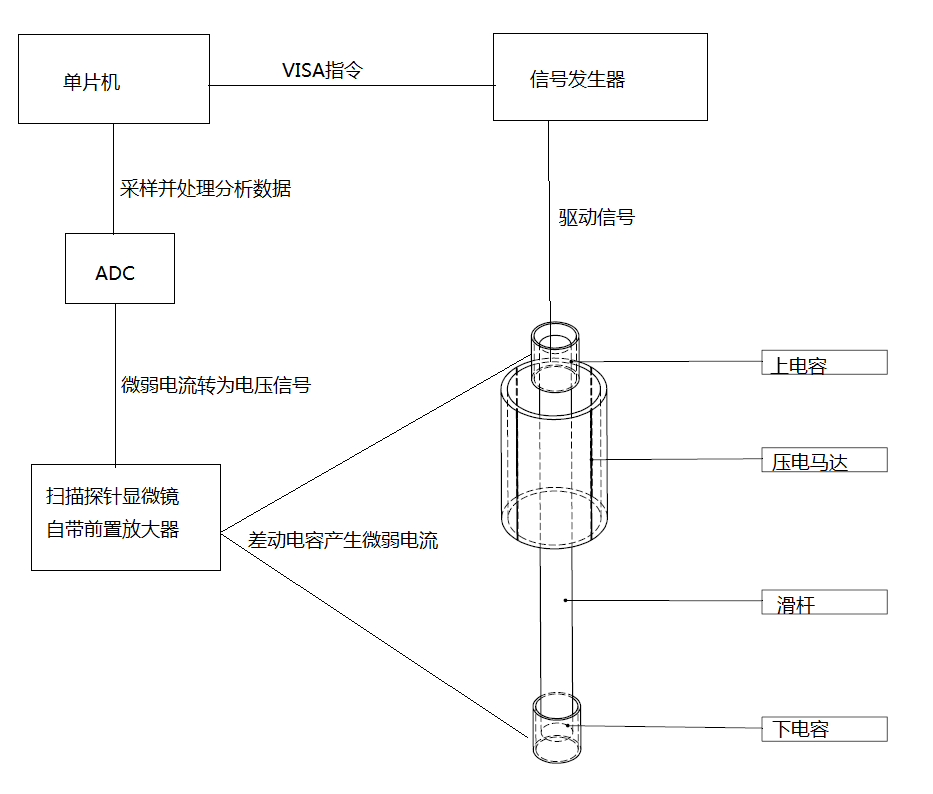 单片机
VISA指令
信号发生器
采样并处理分析数据
驱动信号
ADC
上电容
微弱电流转为电压信号
压电马达
扫描探针显微镜
自带前置放大器
差动电容产生微弱电流
滑杆
下电容